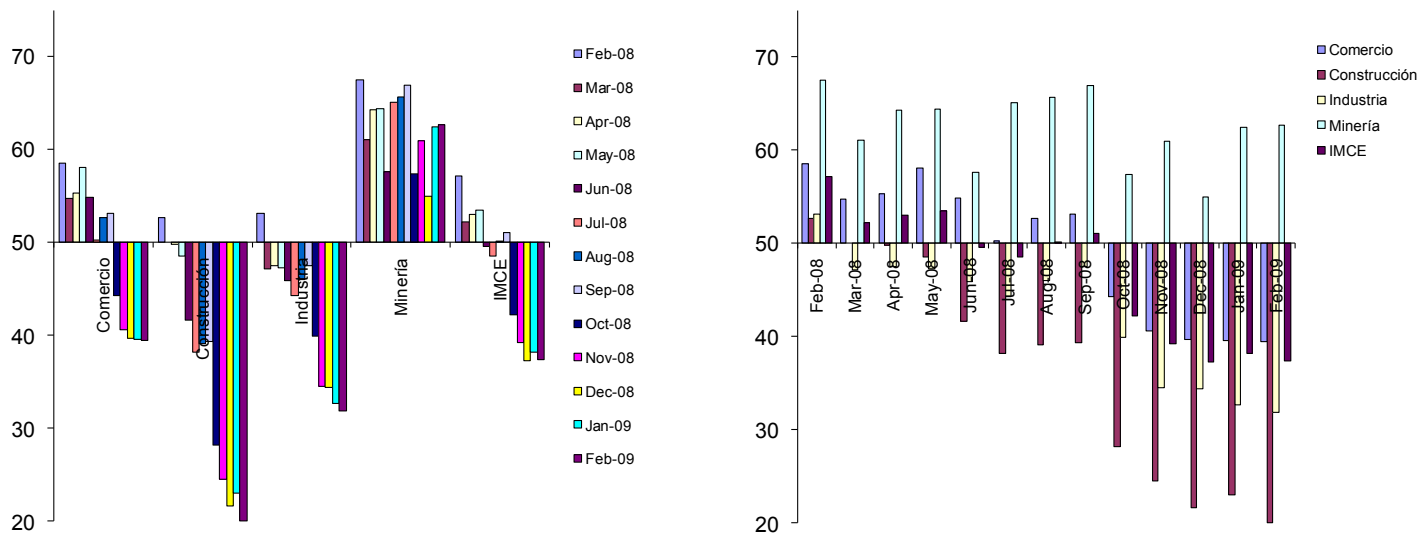 70
60
50
40
30
20
Comercio
Construcción
Industria
Minería
IMCE
Feb-08
Mar-08
Apr-08
May-08
Jun-08
Jul-08
Aug-08
Sep-08
Oct-08
Nov-08
Dec-08
Jan-09
Feb-09
70
60
50
40
30
20
Feb-08
Mar-08
Apr-08
May-08
Jun-08
Jul-08
Aug-08
Sep-08
Oct-08
Nov-08
Dec-08
Jan-09
Feb-09
Comercio
Construcción
Industria
Minería
IMCE